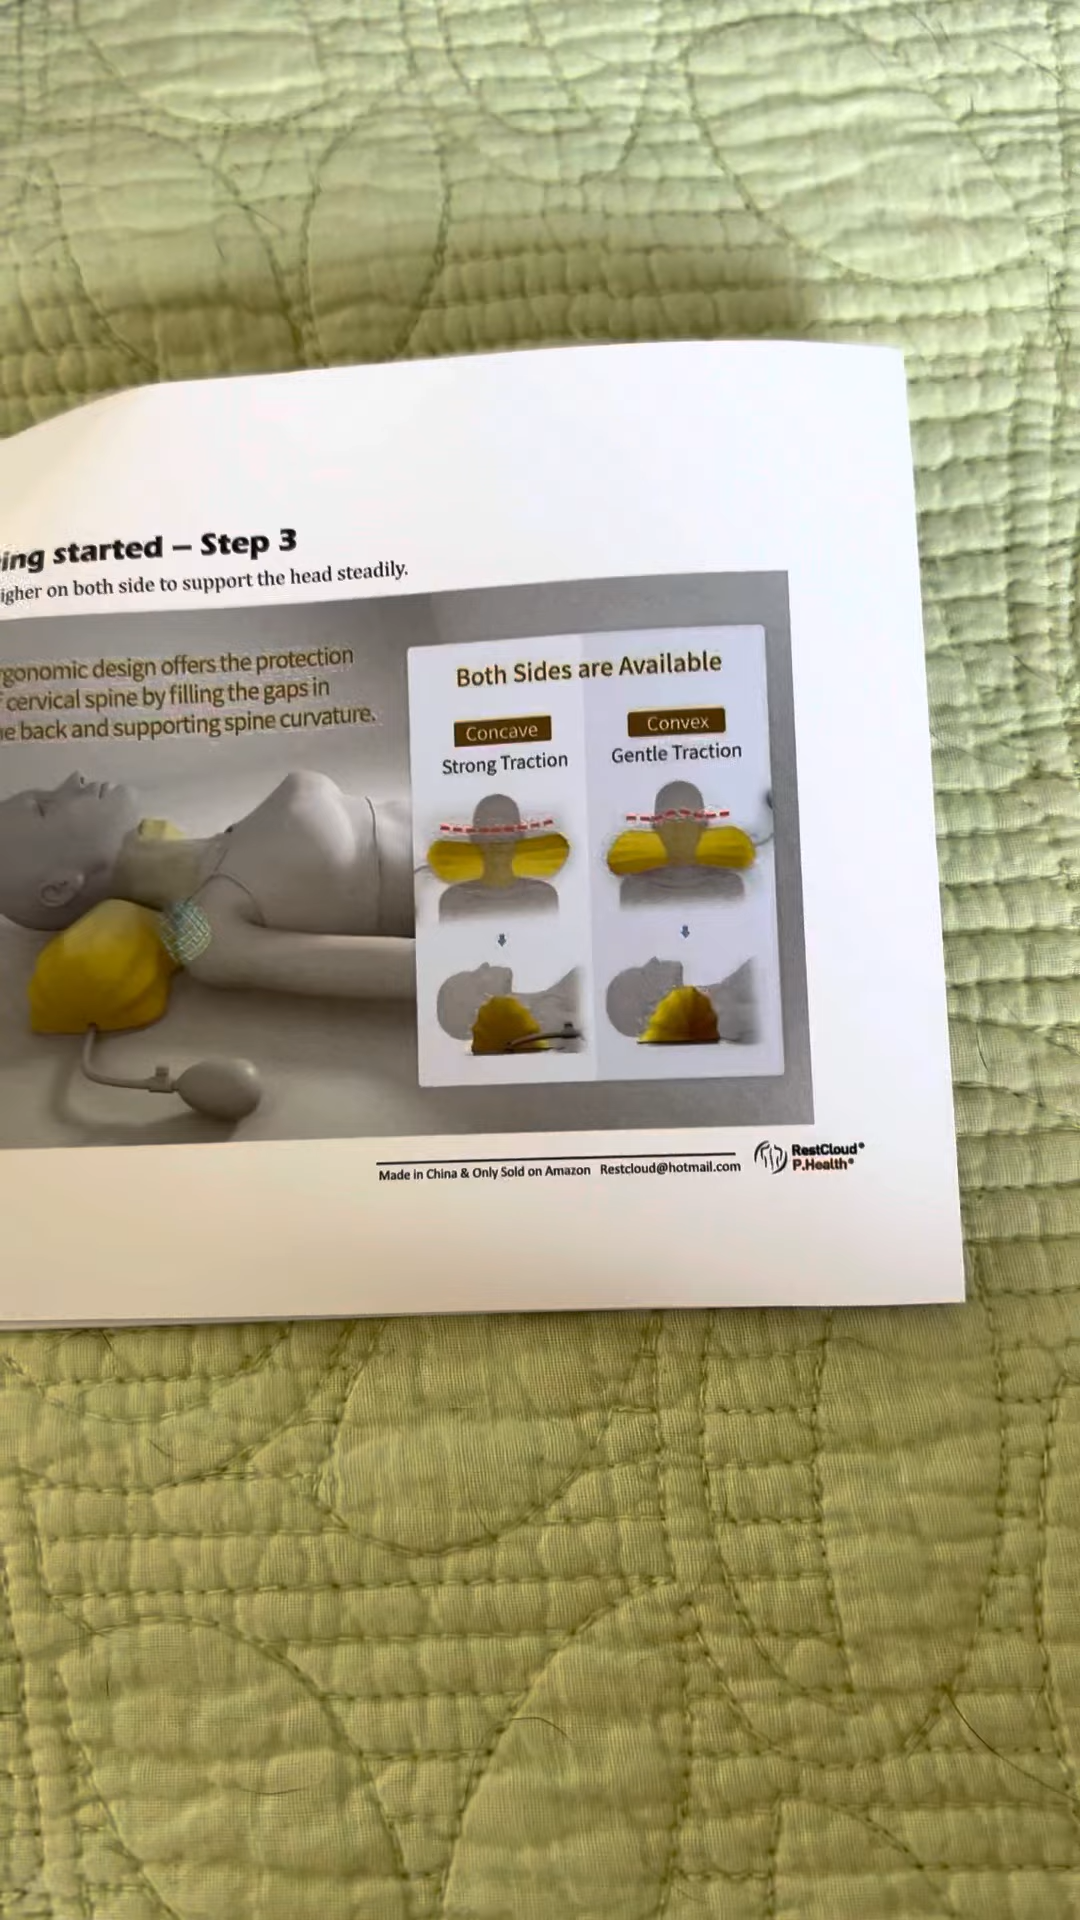 ing started – Step 3
igher on both side to support the head steadily.
rgonomic design offers the protection
f cervical spine by filling the gaps in
he back and supporting spine curvature.
Both Sides are Available
Concave
Strong Traction
Convex
Gentle Traction
Made in China & Only Sold on Amazon Restcloud@hotmail.com
RestCloud®
P.Health®